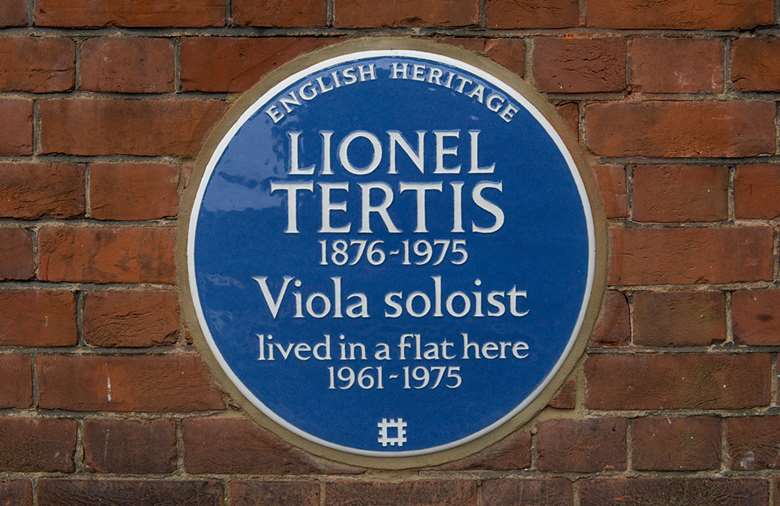 ENGLISH HERITAGE
LIONEL
TERTIS
1876-1975
Viola soloist
lived in a flat here
1961-1975